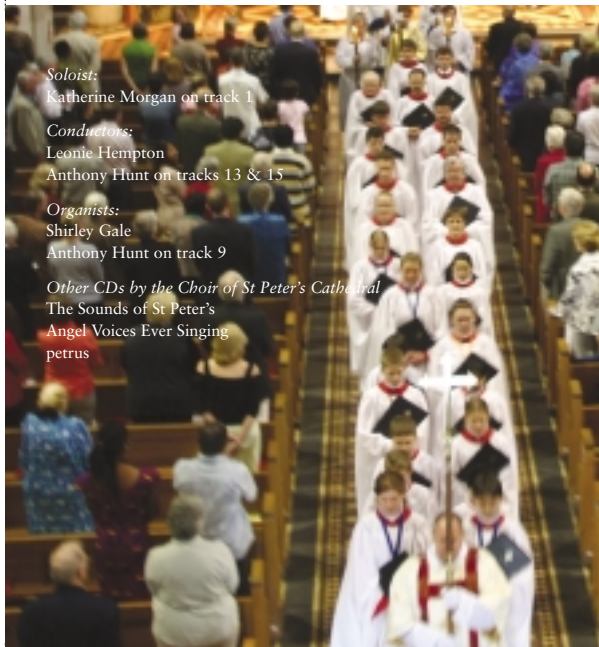 Soloist:
Katherine Morgan on track 1
Conductors:
Leonie Hempton
Anthony Hunt on tracks 13 & 15
Organists:
Shirley Gale
Anthony Hunt on track 9
Other CDs by the Choir of St Peter's Cathedral
The Sounds of St Peter's
Angel Voices Ever Singing
petrus